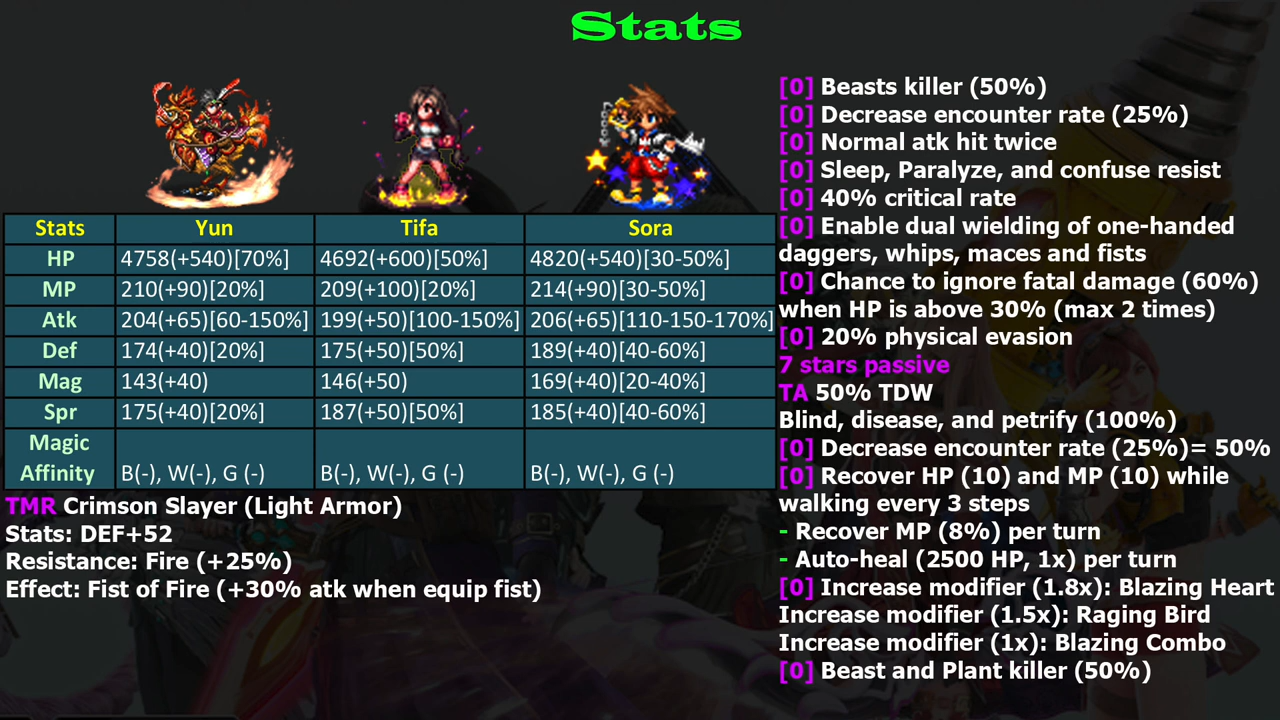 Stats
Stats Yun Tifa Sora
HP 4758(+540)[70%] 4692(+600)[50%] 4820(+540)[30-50%]
MP 210(+90)[20%] 209(+100)[20%] 214(+90)[30-50%]
Atk 204(+65)[60-150%] 199(+50)[100-150%] 206(+65)[110-150-170%]
Def 174(+40)[20%] 175(+50)[50%] 189(+40)[40-60%]
Mag 143(+40) 146(+50) 169(+40)[20-40%]
Spr 175(+40)[20%] 187(+50)[50%] 185(+40)[40-60%]
Magic
Affinity B(-), W(-), G (-) B(-), W(-), G (-) B(-), W(-), G (-)
TMR Crimson Slayer (Light Armor)
Stats: DEF+52
Resistance: Fire (+25%)
Effect: Fist of Fire (+30% atk when equip fist)
[0] Beasts killer (50%)
[0] Decrease encounter rate (25%)
[0] Normal atk hit twice
[0] Sleep, Paralyze, and confuse resist
[0] 40% critical rate
[0] Enable dual wielding of one-handed
daggers, whips, maces and fists
[0] Chance to ignore fatal damage (60%)
when HP is above 30% (max 2 times)
[0] 20% physical evasion
7 stars passive
TA 50% TDW
Blind, disease, and petrify (100%)
[0] Decrease encounter rate (25%)= 50%
[0] Recover HP (10) and MP (10) while
walking every 3 steps
- Recover MP (8%) per turn
- Auto-heal (2500 HP, 1x) per turn
[0] Increase modifier (1.8x): Blazing Heart
Increase modifier (1.5x): Raging Bird
Increase modifier (1x): Blazing Combo
[0] Beast and Plant killer (50%)